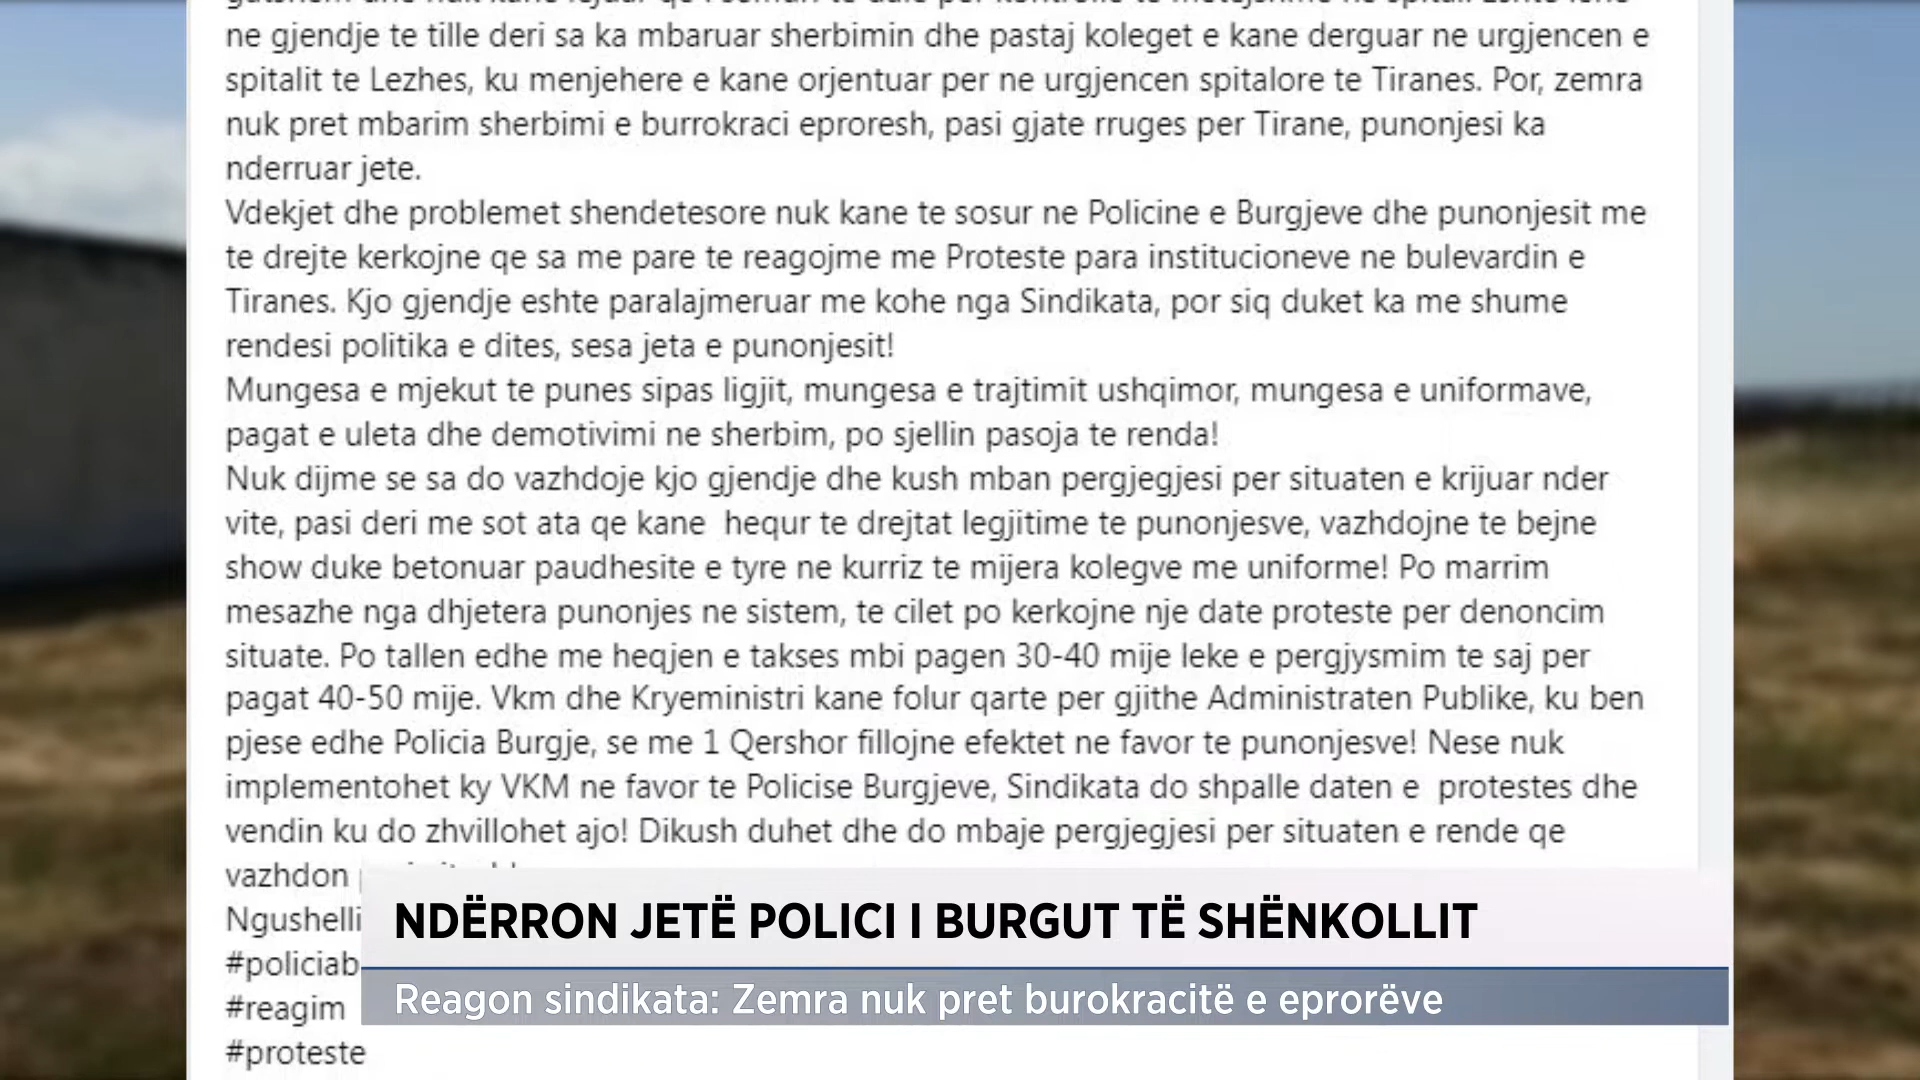 ne gjendje te tille deri sa ka mbaruar sherbimin dhe pastaj koleget e kane derguar ne urgjencen e
spitalit te Lezhes, ku menjehere e kane orjentuar per ne urgjencen spitalore te Tiranes. Por, zemra
nuk pret mbarim sherbimi e burrokraci eproresh, pasi gjate rruges per Tirane, punonjesi ka
nderruar jete.
Vdekjet dhe problemet shendetesore nuk kane te sosur ne Policine e Burgjeve dhe punonjesit me
te drejte kerkojne qe sa me pare te reagojme me Proteste para institucioneve ne bulevardin e
Tiranes. Kjo gjendje eshte paralajmeruar me kohe nga Sindikata, por siq duket ka me shume
rendesi politika e dites, sesa jeta e punonjesit!
Mungesa e mjekut te punes sipas ligjit, mungesa e trajtimit ushqimor, mungesa e uniformave,
pagat e uleta dhe demotivimi ne sherbim, po sjellin pasoja te renda!
Nuk dijme se sa do vazhdoje kjo gjendje dhe kush mban pergjegjesi per situaten e krijuar nder
vite, pasi deri me sot ata qe kane  hequr te drejtat legjitime te punonjesve, vazhdojne te bejne
show duke betonuar paudhesite e tyre ne kurriz te mijera kolegve me uniforme! Po marrim
mesazhe nga dhjetera punonjes ne sistem, te cilet po kerkojne nje date proteste per denoncim
situate. Po tallen edhe me heqjen e takses mbi pagen 30-40 mije leke e pergjysmim te saj per
pagat 40-50 mije. Vkm dhe Kryeministri kane folur qarte per gjithe Administraten Publike, ku ben
pjese edhe Policia Burgje, se me 1 Qershor fillojne efektet ne favor te punonjesve! Nese nuk
implementohet ky VKM ne favor te Policise Burgjeve, Sindikata do shpalle daten e  protestes dhe
vendin ku do zhvillohet ajo! Dikush duhet dhe do mbaje pergjegjesi per situaten e rende qe
vazhdon
Ngushelli
#policiab
#reagim
#proteste
NDËRRON JETË POLICI I BURGUT TË SHËNKOLLIT
Reagon sindikata: Zemra nuk pret burokracitë e eprorëve